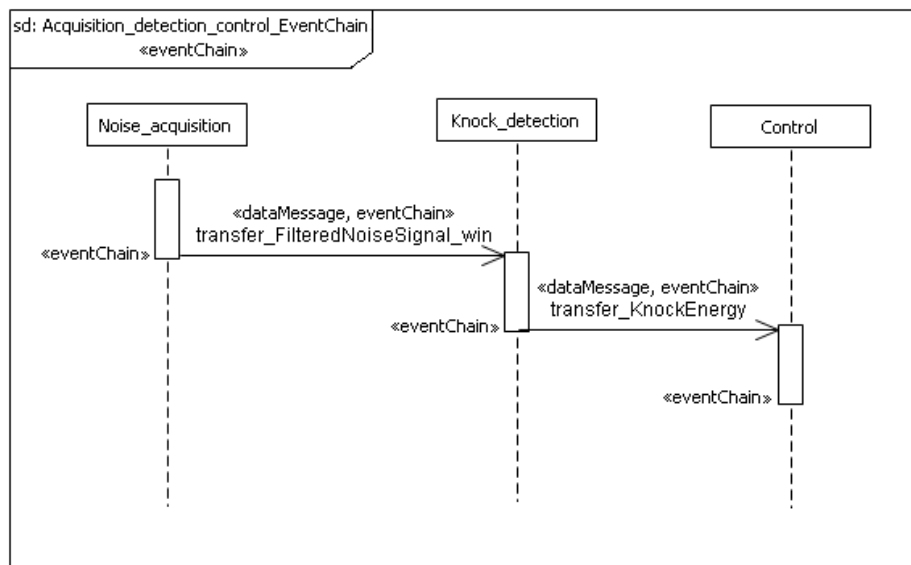 sd: Acquisition_detection_control_EventChain
«eventChain»
Noise_acquisition
Knock_detection
Control
«dataMessage, eventChain»
transfer_FilteredNoiseSignal_win
«eventChain»
«dataMessage, eventChain»
transfer_KnockEnergy
«eventChain»
«eventChain»